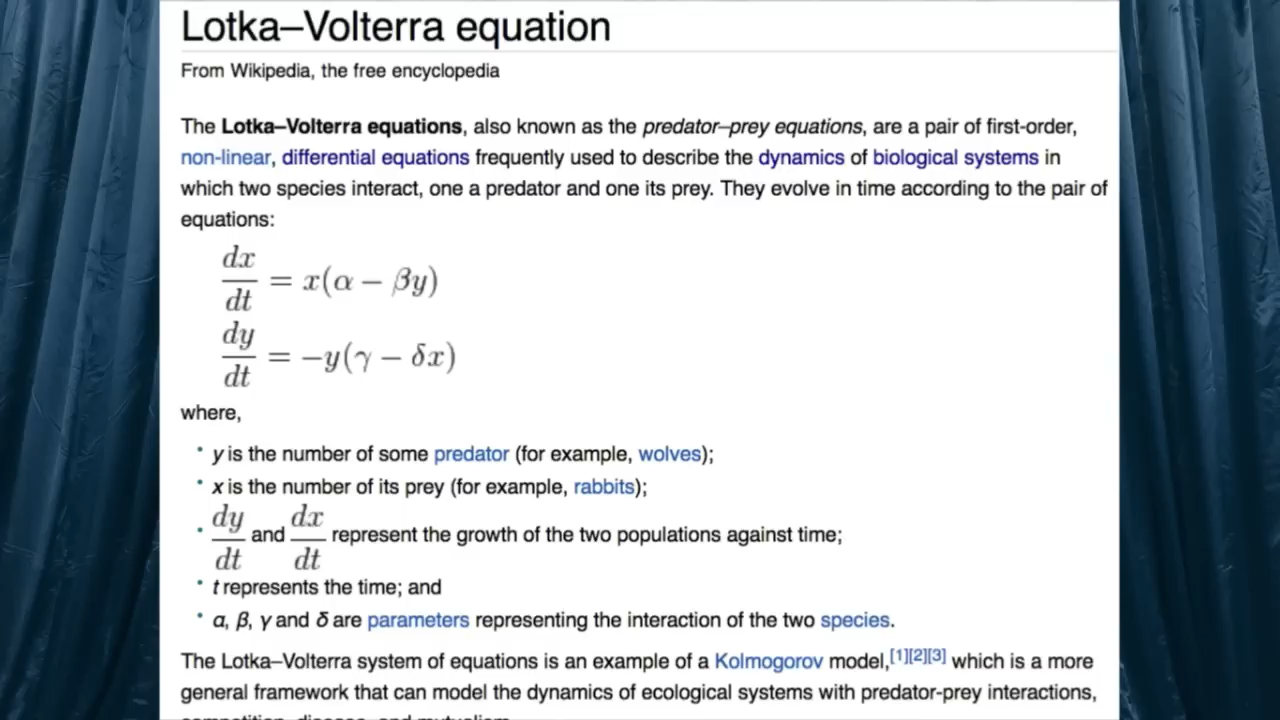 Lotka–Volterra equation
From Wikipedia, the free encyclopedia
The Lotka–Volterra equations, also known as the predator–prey equations, are a pair of first-order,
non-linear, differential equations frequently used to describe the dynamics of biological systems in
which two species interact, one a predator and one its prey. They evolve in time according to the pair of
equations:
dx/dt = x(α − βy)
dy/dt = −y(γ − δx)
where,
• y is the number of some predator (for example, wolves);
• x is the number of its prey (for example, rabbits);
• dy/dt and dx/dt represent the growth of the two populations against time;
• t represents the time; and
• α, β, γ and δ are parameters representing the interaction of the two species.
The Lotka–Volterra system of equations is an example of a Kolmogorov model,[1][2][3] which is a more
general framework that can model the dynamics of ecological systems with predator-prey interactions,
competition, disease, and mutualism.